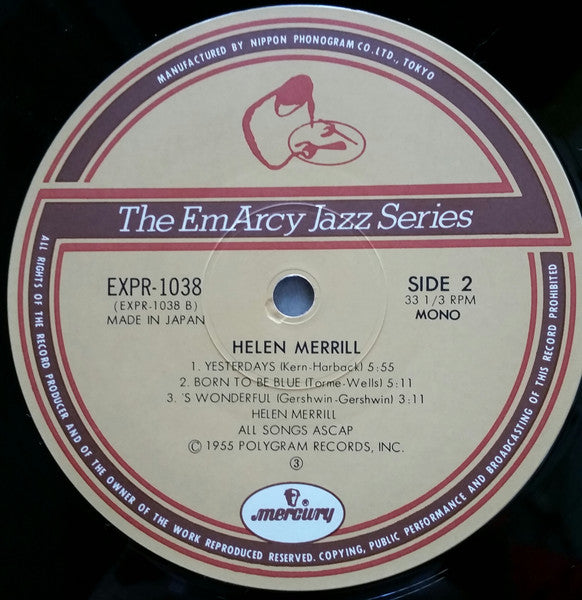 MANUFACTURED BY NIPPON PHONOGRAM CO. LTD., TOKYO
The EmArcy Jazz Series
EXPR-1038
(EXPR-1038 B)
MADE IN JAPAN
SIDE 2
33 1/3 RPM
MONO
HELEN MERRILL
1. YESTERDAYS (Kern-Harback) 5:55
2. BORN TO BE BLUE (Torme-Wells) 5:11
3. 'S WONDERFUL (Gershwin-Gershwin) 3:11
HELEN MERRILL
ALL SONGS ASCAP
© 1955 POLYGRAM RECORDS, INC.
③
®
mercury
ALL RIGHTS OF THE RECORD PRODUCER AND OF THE OWNER OF THE WORK REPRODUCED RESERVED. COPYING, PUBLIC PERFORMANCE AND BROADCASTING OF THIS RECORD PROHIBITED